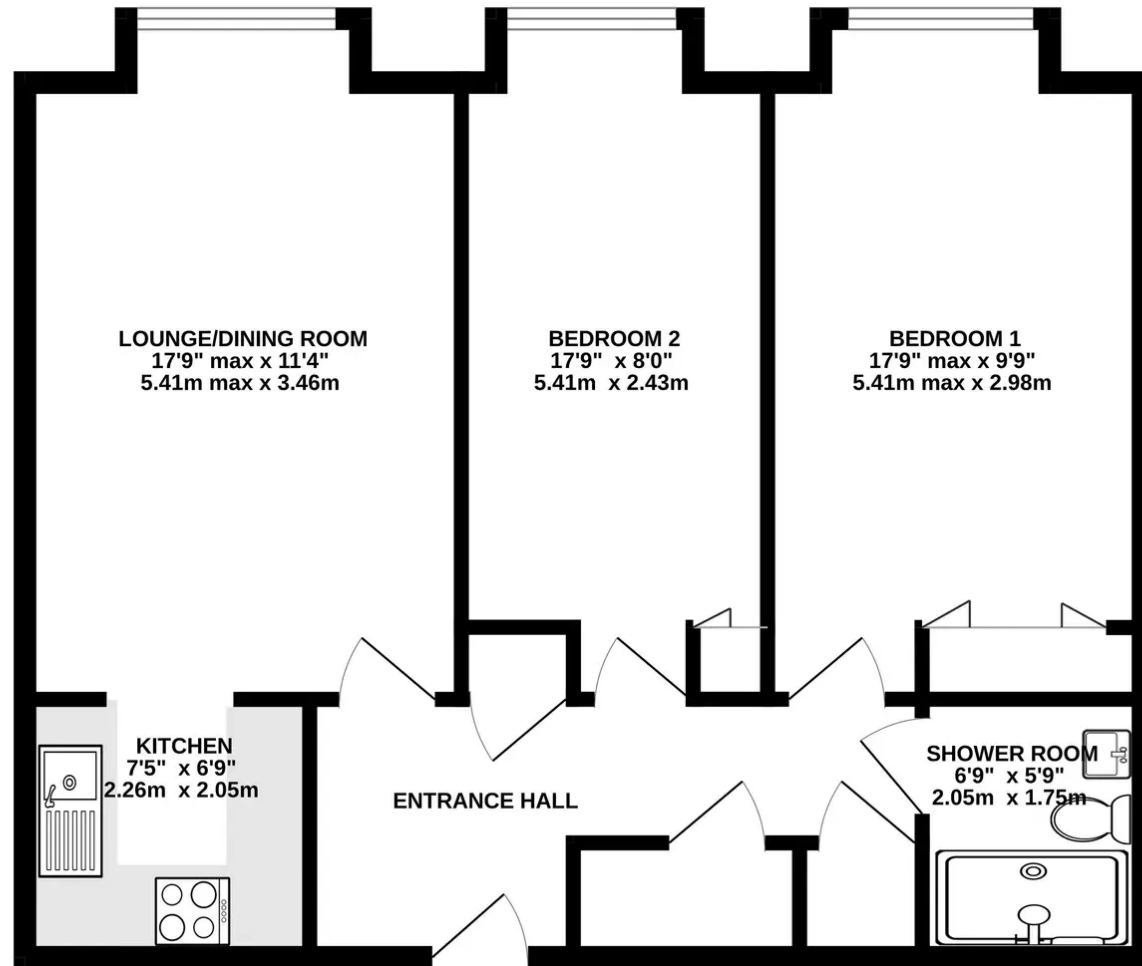 LOUNGE/DINING ROOM
17'9" max x 11'4"
5.41m max x 3.46m
BEDROOM 2
17'9" x 8'0"
5.41m x 2.43m
BEDROOM 1
17'9" max x 9'9"
5.41m max x 2.98m
KITCHEN
7'5" x 6'9"
2.26m x 2.05m
ENTRANCE HALL
SHOWER ROOM
6'9" x 5'9"
2.05m x 1.75m